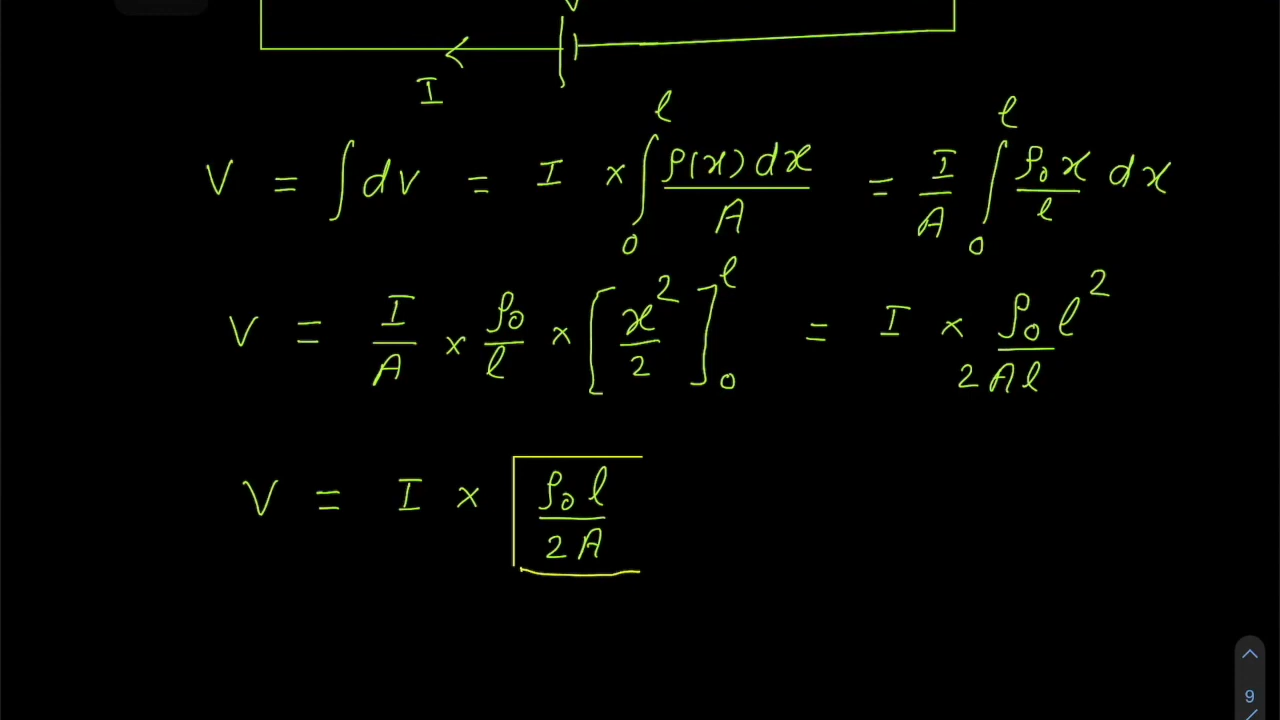 V
I
V = ∫dv = I × ∫₀^ℓ ρ(x)dx/A = I/A ∫₀^ℓ ρ₀x/ℓ dx
V = I/A × ρ₀/ℓ × [x²/2]₀^ℓ = I × ρ₀ℓ²/2Aℓ
V = I × ρ₀ℓ/2A
9